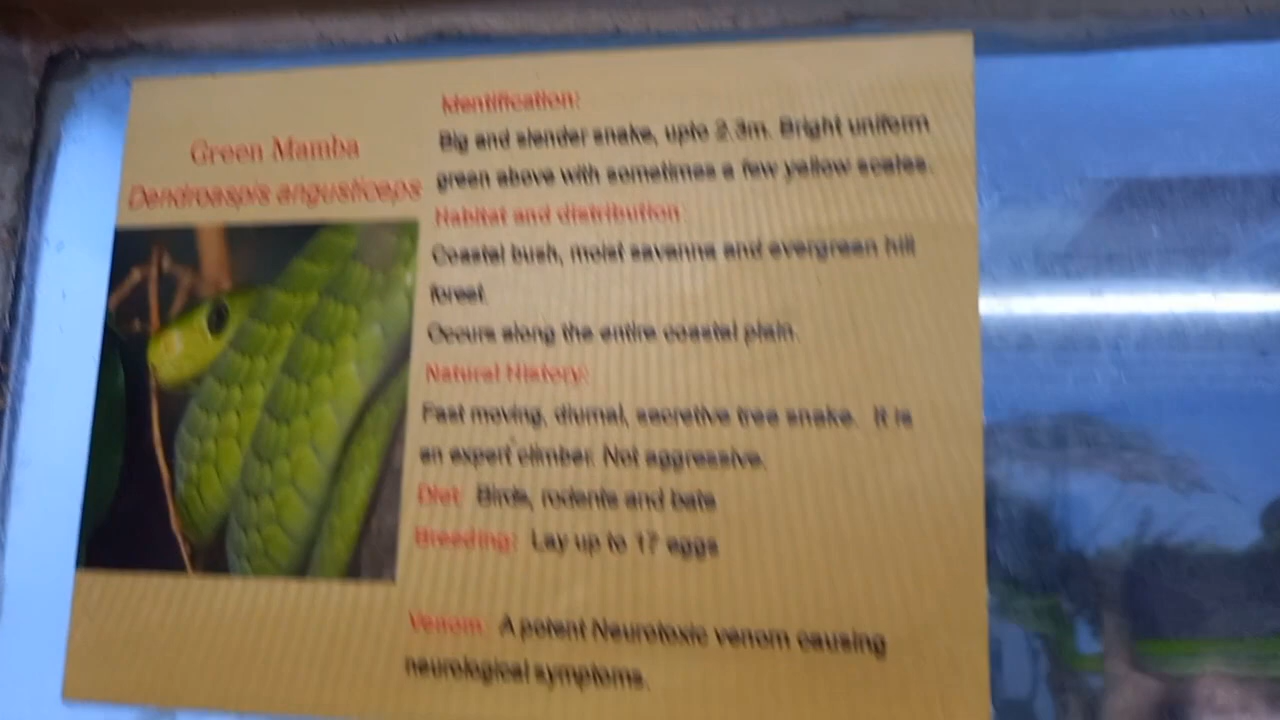 Green Mamba
Dendroaspis angusticeps
Identification:
Big and slender snake, upto 2.3m. Bright uniform
green above with sometimes a few yellow scales.
Habitat and distribution:
Coastal bush, moist savanna and evergreen hill
forest.
Occurs along the entire coastal plain.
Natural History:
Fast moving, diurnal, secretive tree snake. It is
an expert climber. Not aggressive.
Diet: Birds, rodents and bats
Breeding: Lay up to 17 eggs
Venom: A potent Neurotoxic venom causing
neurological symptoms.